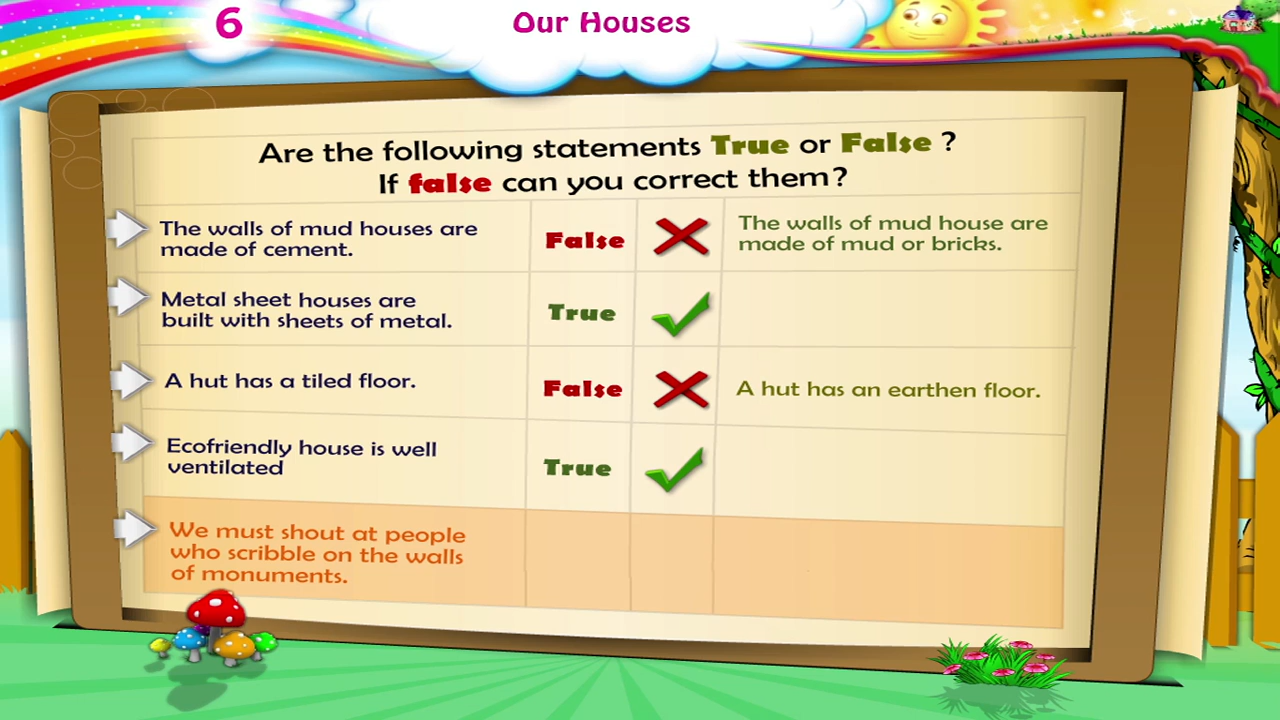 6
Our Houses
Are the following statements True or False ?
If false can you correct them?
The walls of mud houses are
made of cement.
False
The walls of mud house are
made of mud or bricks.
Metal sheet houses are
built with sheets of metal.
True
A hut has a tiled floor.
False
A hut has an earthen floor.
Ecofriendly house is well
ventilated
True
We must shout at people
who scribble on the walls
of monuments.